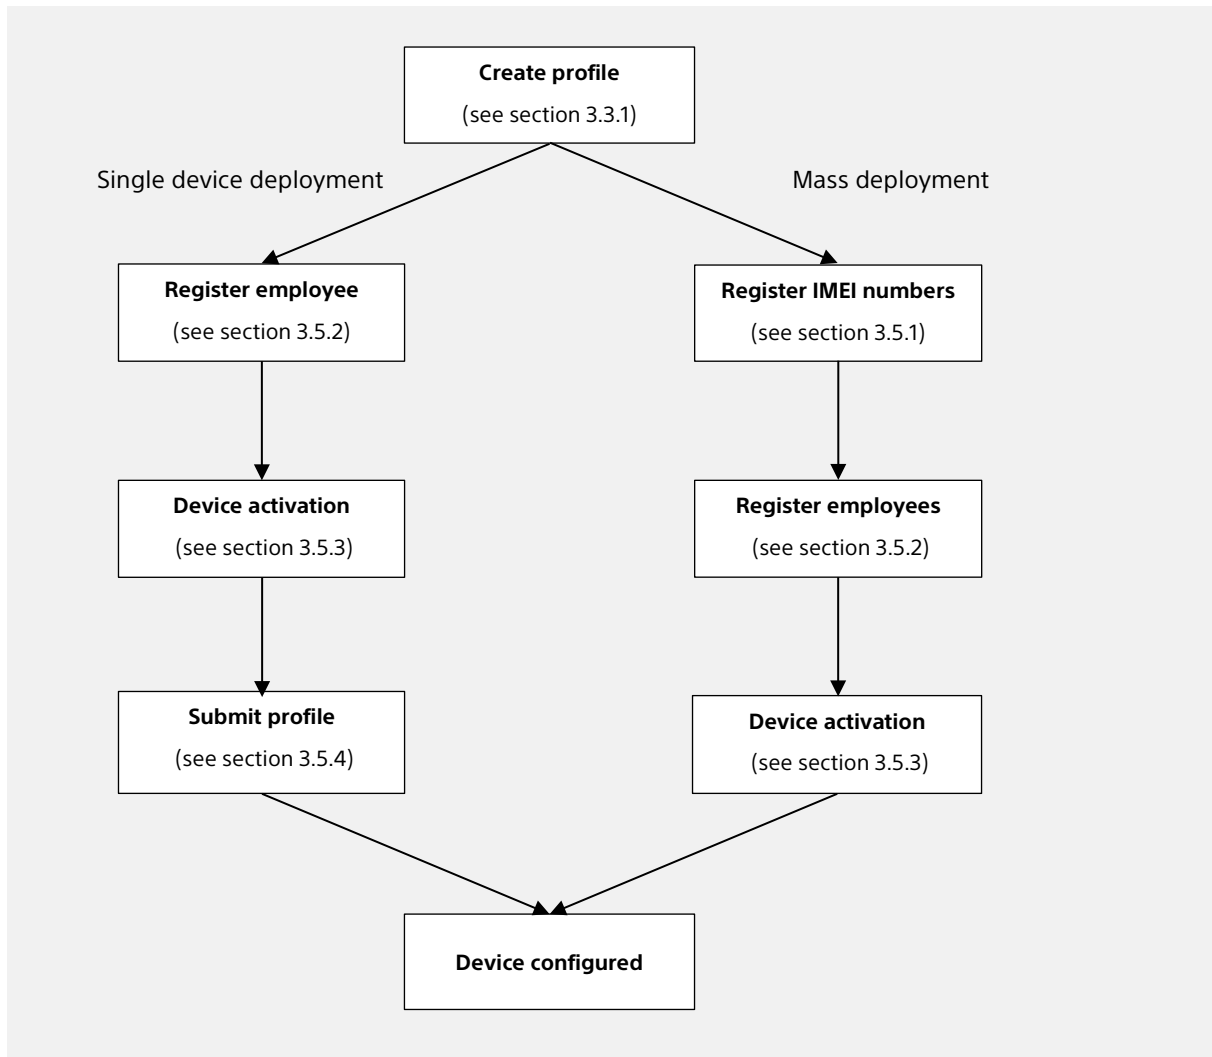 Create profile
(see section 3.3.1)
Single device deployment
Mass deployment
Register employee
(see section 3.5.2)
Register IMEI numbers
(see section 3.5.1)
Device activation
(see section 3.5.3)
Register employees
(see section 3.5.2)
Submit profile
(see section 3.5.4)
Device activation
(see section 3.5.3)
Device configured